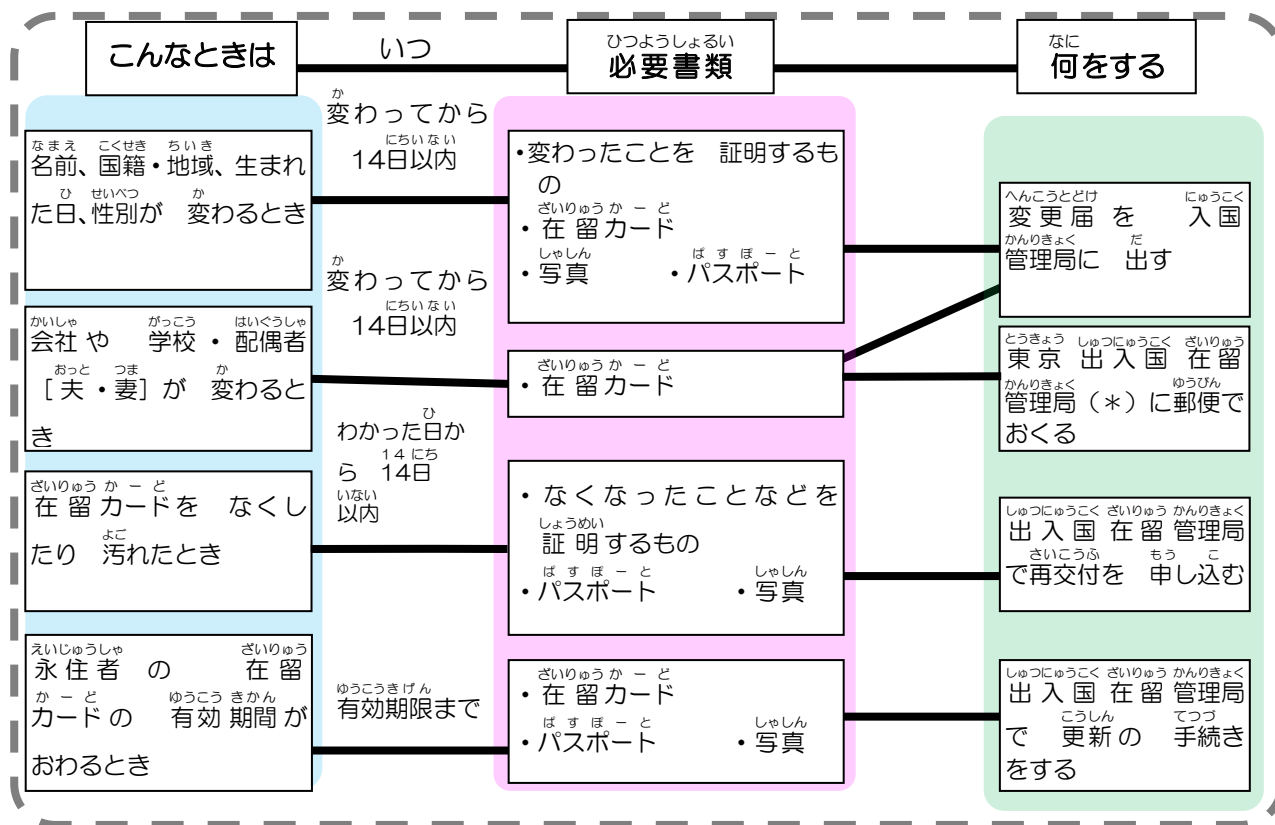 こんなときは
いつ
ひつようしょるい
必要書類
なに
何をする
なまえ こくせき ちいき
名前、国籍・地域、生まれ
ひ せいべつ か
た日、性別が 変わるとき
か
変わってから
にちいない
14日以内
・変わったことを 証明するも
の
ざいりゅうかーど
・在留カード
しゃしん ぱすぽーと
・写真 ・パスポート
へんこうとどけ にゅうこく
変更届 を 入国
かんりきょく だ
管理局に 出す
かいしゃ がっこう はいぐうしゃ
会社 や 学校 ・ 配偶者
おっと つま か
[夫・妻] が 変わると
き
か
変わってから
にちいない
14日以内
ざいりゅうかーど
・在留カード
とうきょう しゅつにゅうこく ざいりゅう
東京 出入国 在留
かんりきょく ゆうびん
管理局(*)に郵便で
おくる
ざいりゅうかーど
在留カードを なくし
よご
たり 汚れたとき
ひ
わかった日か
14にち
ら 14日
いない
以内
・なくなったことなどを
しょうめい
証明するもの
ぱすぽーと しゃしん
・パスポート ・写真
しゅつにゅうこく ざいりゅう かんりきょく
出入国 在留 管理局
さいこうふ もう こ
で再交付を 申し込む
えいじゅうしゃ ざいりゅう
永住者 の 在留
かーど ゆうこう きかん
カードの 有効期間が
おわるとき
ゆうこうきげん
有効期限まで
ざいりゅうかーど
・在留カード
ぱすぽーと しゃしん
・パスポート ・写真
しゅつにゅうこく ざいりゅう かんりきょく
出入国 在留 管理局
こうしん てつづ
で 更新の 手続き
をする